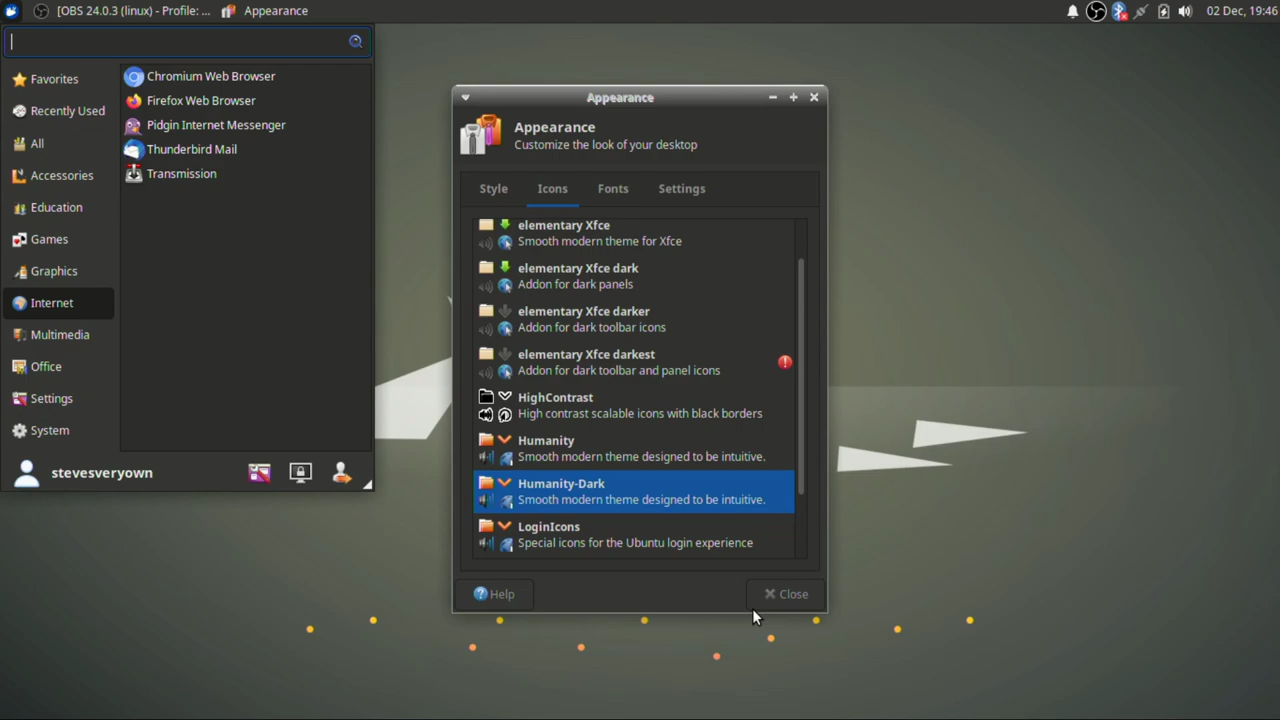 [OBS 24.0.3 (linux) - Profile: ...
Appearance
02 Dec, 19:46
Favorites
Recently Used
All
Accessories
Education
Games
Graphics
Internet
Multimedia
Office
Settings
System
Chromium Web Browser
Firefox Web Browser
Pidgin Internet Messenger
Thunderbird Mail
Transmission
stevesveryown
Appearance
Appearance
Customize the look of your desktop
Style Icons Fonts Settings
elementary Xfce
Smooth modern theme for Xfce
elementary Xfce dark
Addon for dark panels
elementary Xfce darker
Addon for dark toolbar icons
elementary Xfce darkest
Addon for dark toolbar and panel icons
HighContrast
High contrast scalable icons with black borders
Humanity
Smooth modern theme designed to be intuitive.
Humanity-Dark
Smooth modern theme designed to be intuitive.
LoginIcons
Special icons for the Ubuntu login experience
Help
Close